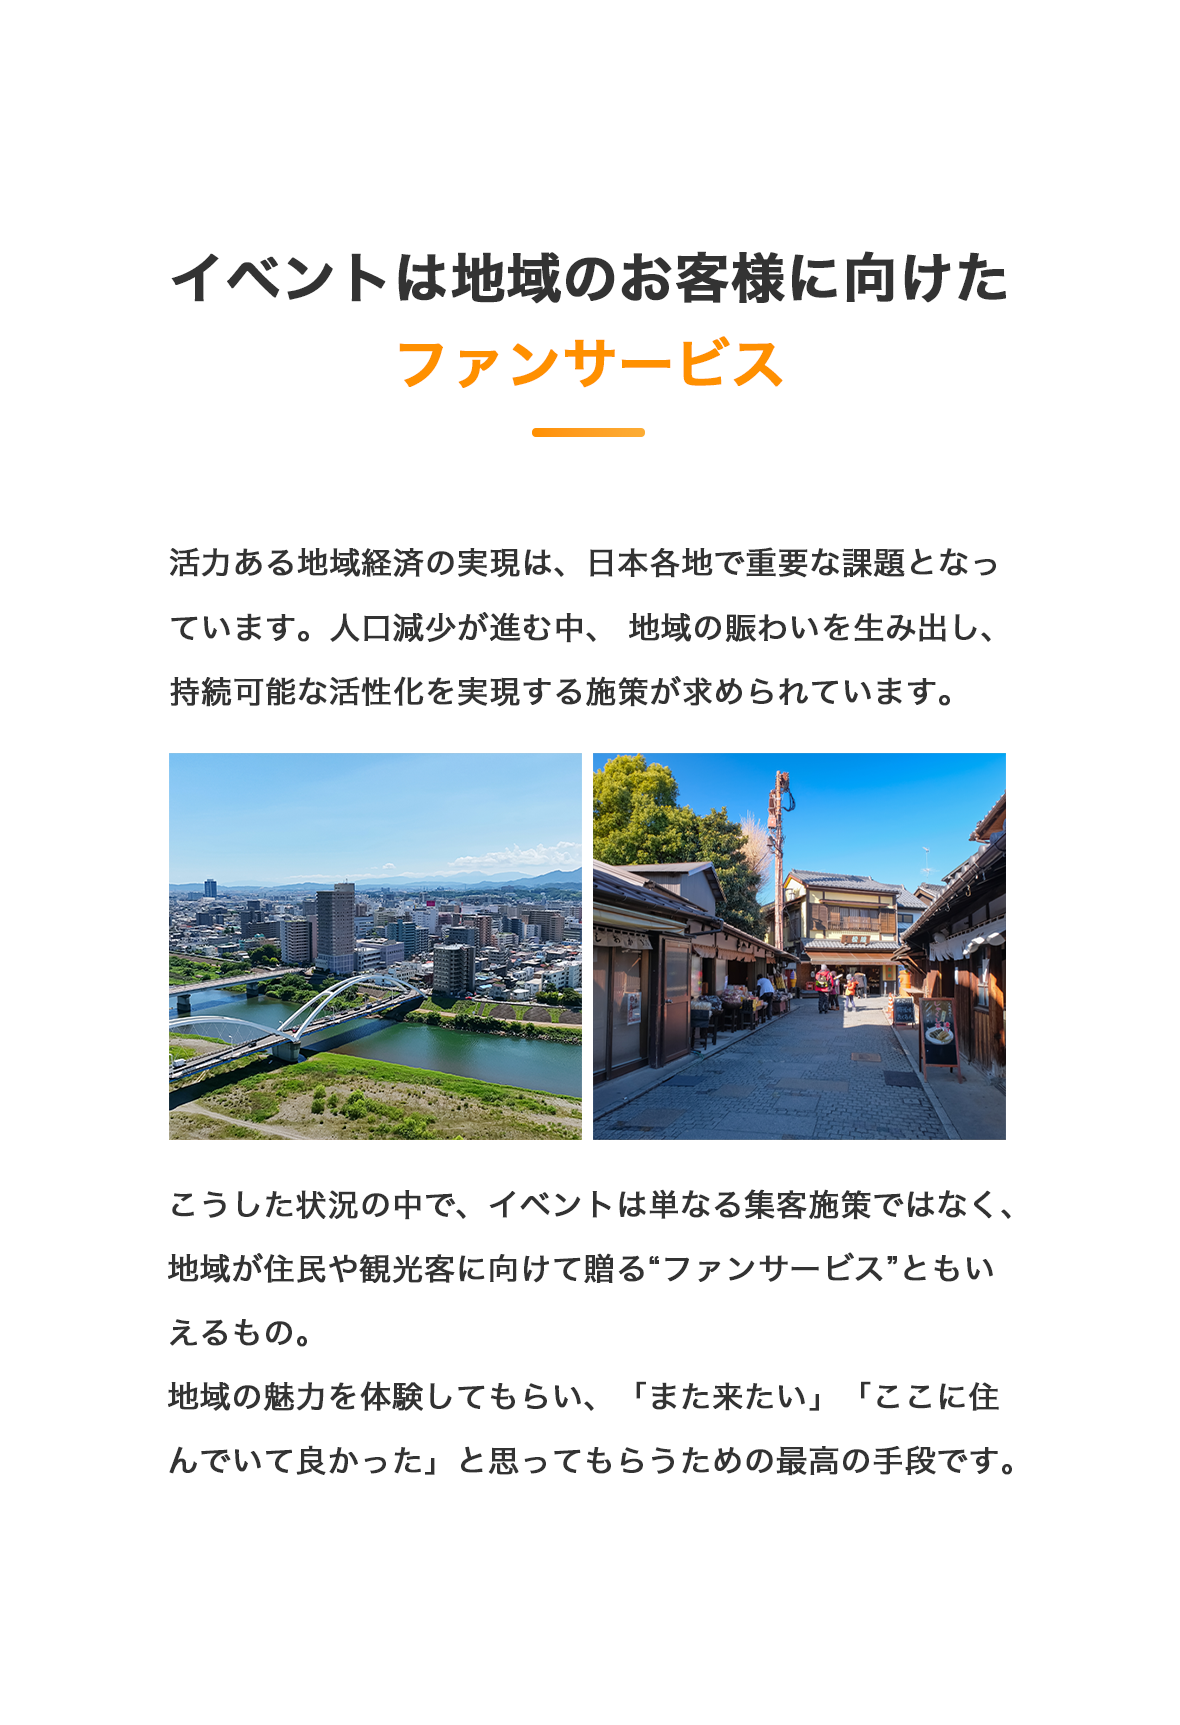 イベントは地域のお客様に向けた
ファンサービス
活力ある地域経済の実現は、日本各地で重要な課題となっ
ています。人口減少が進む中、 地域の賑わいを生み出し、
持続可能な活性化を実現する施策が求められています。
こうした状況の中で、イベントは単なる集客施策ではなく、
地域が住民や観光客に向けて贈る“ファンサービス”ともい
えるもの。
地域の魅力を体験してもらい、「また来たい」「ここに住
んでいて良かった」と思ってもらうための最高の手段です。